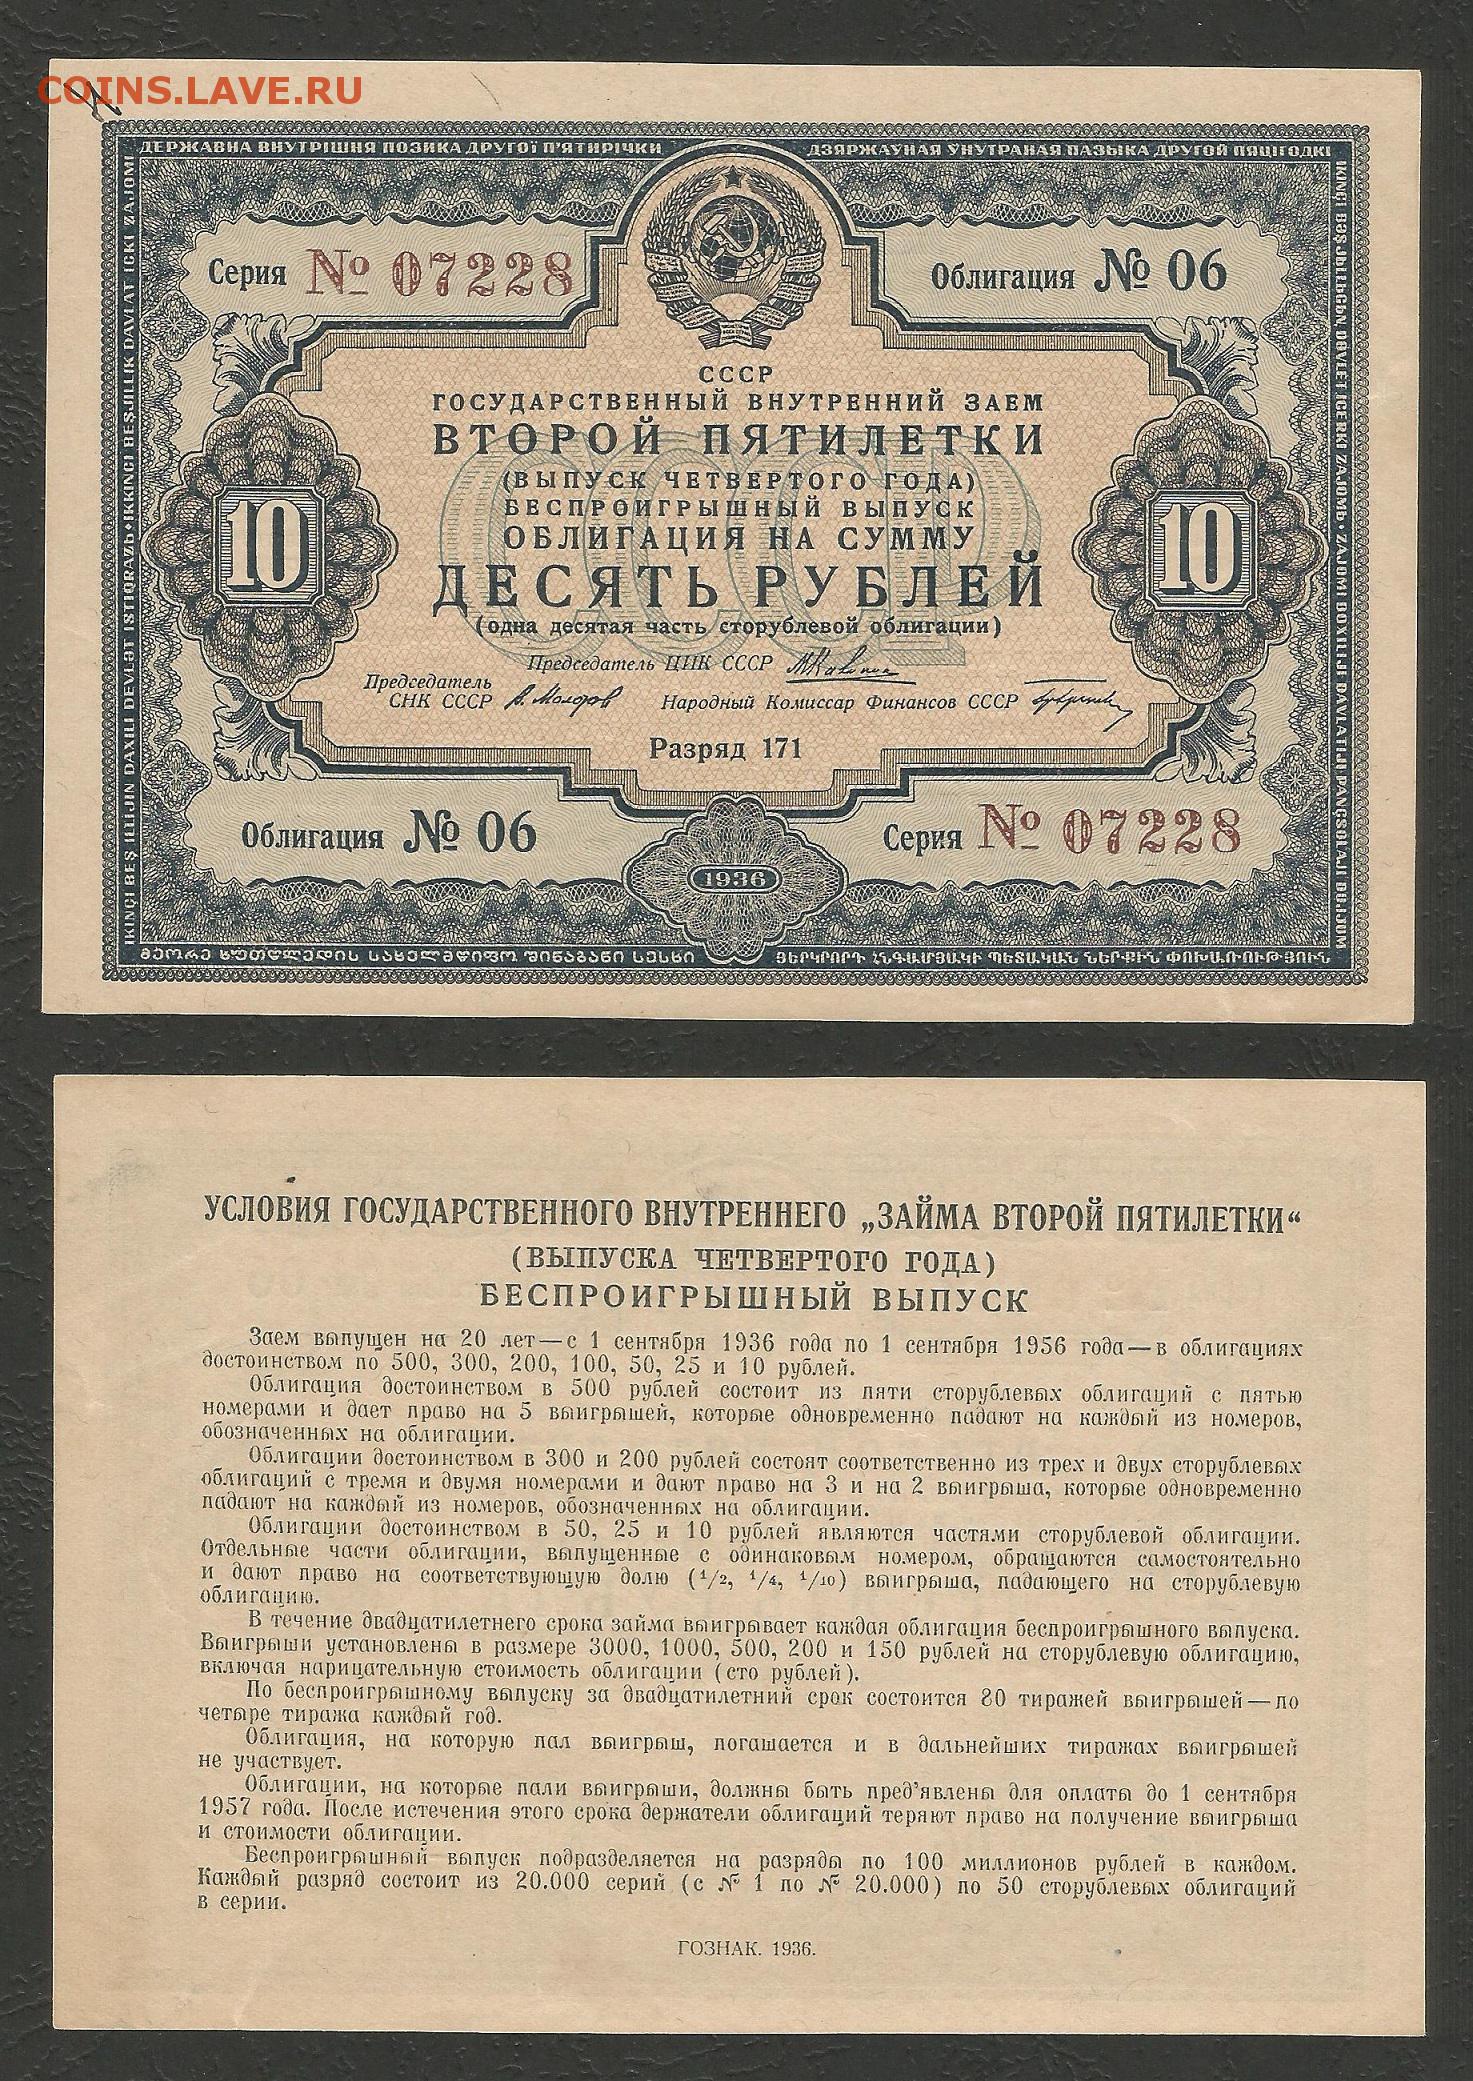 COINS.LAVE.RU
ДЕРЖАВНА ВНУТРІШНЯ ПОЗИКА ДРУГОЇ П'ЯТИРІЧКИ
ДЗЯРЖАЎНАЯ ЎНУТРАНАЯ ПАЗЫКА ДРУГОЙ ПЯЦІГОДКІ
Серия № 07228
Облигация № 06
СССР
ГОСУДАРСТВЕННЫЙ ВНУТРЕННИЙ ЗАЕМ
ВТОРОЙ ПЯТИЛЕТКИ
(ВЫПУСК ЧЕТВЕРТОГО ГОДА)
БЕСПРОИГРЫШНЫЙ ВЫПУСК
ОБЛИГАЦИЯ НА СУММУ
10
10
ДЕСЯТЬ РУБЛЕЙ
(одна десятая часть сторублевой облигации)
Председатель ЦИК СССР
Председатель
СНК СССР В. Молотов Народный Комиссар Финансов СССР
Разряд 171
Облигация № 06
Серия № 07228
1936
ᲛᲔᲝᲠᲔ ᲮᲣᲗᲬᲚᲔᲓᲘᲡ ᲡᲐᲮᲔᲚᲛᲬᲘᲤᲝ ᲨᲘᲜᲐᲒᲐᲜᲘ ᲡᲔᲡᲮᲘ
ՅԵՐԿՐՈՐԴ ՀՆԳԱՄՅԱԿԻ ՊԵՏԱԿԱՆ ՆԵՐՔԻՆ ՓՈԽԱՌՈՒԹՅՈՒՆ
УСЛОВИЯ ГОСУДАРСТВЕННОГО ВНУТРЕННЕГО „ЗАЙМА ВТОРОЙ ПЯТИЛЕТКИ“
(ВЫПУСКА ЧЕТВЕРТОГО ГОДА)
БЕСПРОИГРЫШНЫЙ ВЫПУСК
Заем выпущен на 20 лет—с 1 сентября 1936 года по 1 сентября 1956 года—в облигациях
достоинством по 500, 300, 200, 100, 50, 25 и 10 рублей.
Облигация достоинством в 500 рублей состоит из пяти сторублевых облигаций с пятью
номерами и дает право на 5 выигрышей, которые одновременно падают на каждый из номеров,
обозначенных на облигации.
Облигации достоинством в 300 и 200 рублей состоят соответственно из трех и двух сторублевых
облигаций с тремя и двумя номерами и дают право на 3 и на 2 выигрыша, которые одновременно
падают на каждый из номеров, обозначенных на облигации.
Облигации достоинством в 50, 25 и 10 рублей являются частями сторублевой облигации.
Отдельные части облигации, выпущенные с одинаковым номером, обращаются самостоятельно
и дают право на соответствующую долю (1/2, 1/4, 1/10) выигрыша, падающего на сторублевую
облигацию.
В течение двадцатилетнего срока займа выигрывает каждая облигация беспроигрышного выпуска.
Выигрыши установлены в размере 3000, 1000, 500, 200 и 150 рублей на сторублевую облигацию,
включая нарицательную стоимость облигации (сто рублей).
По беспроигрышному выпуску за двадцатилетний срок состоится 80 тиражей выигрышей—по
четыре тиража каждый год.
Облигация, на которую пал выигрыш, погашается и в дальнейших тиражах выигрышей
не участвует.
Облигации, на которые пали выигрыши, должны быть пред'явлены для оплаты до 1 сентября
1957 года. После истечения этого срока держатели облигаций теряют право на получение выигрыша
и стоимости облигации.
Беспроигрышный выпуск подразделяется на разряды по 100 миллионов рублей в каждом.
Каждый разряд состоит из 20.000 серий (с № 1 по № 20.000) по 50 сторублевых облигаций
в серии.
ГОЗНАК. 1936.